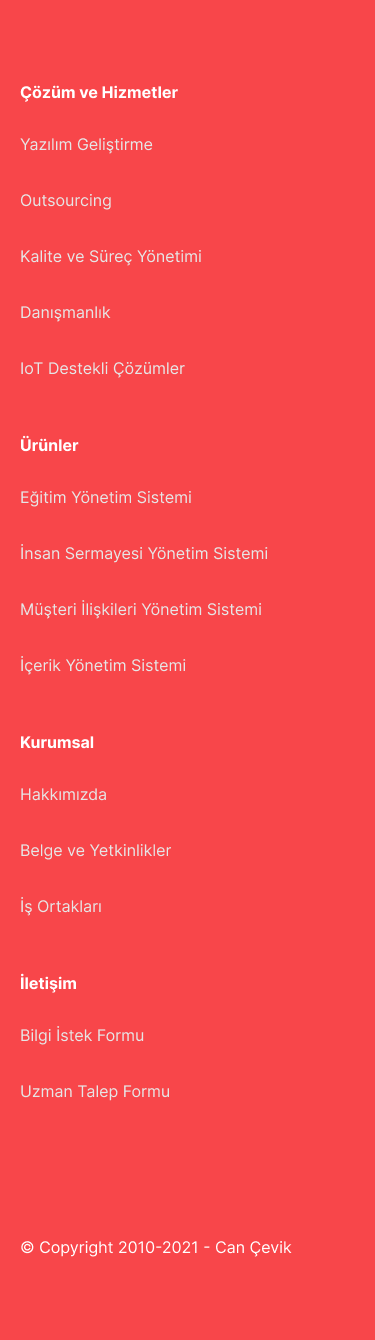 Çözüm ve Hizmetler
Yazılım Geliştirme
Outsourcing
Kalite ve Süreç Yönetimi
Danışmanlık
IoT Destekli Çözümler
Ürünler
Eğitim Yönetim Sistemi
İnsan Sermayesi Yönetim Sistemi
Müşteri İlişkileri Yönetim Sistemi
İçerik Yönetim Sistemi
Kurumsal
Hakkımızda
Belge ve Yetkinlikler
İş Ortakları
İletişim
Bilgi İstek Formu
Uzman Talep Formu
© Copyright 2010-2021 - Can Çevik